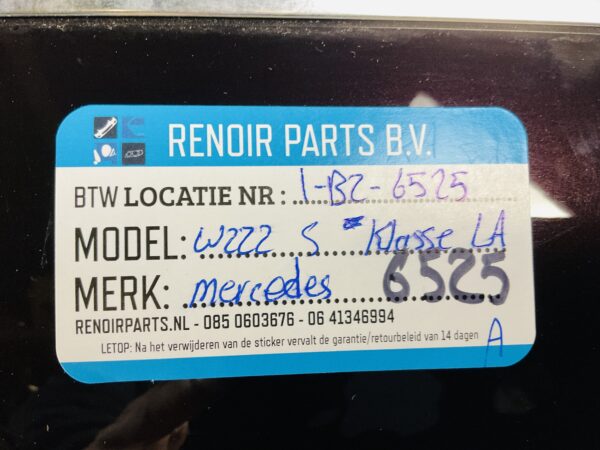 RENOIR PARTS B.V.
BTW LOCATIE NR : 1-B2-6525
MODEL: W222 S-Klasse LA
MERK: mercedes 6525
RENOIRPARTS.NL - 085 0603676 - 06 41346994
LETOP: Na het verwijderen van de sticker vervalt de garantie/retourbeleid van 14 dagen
A